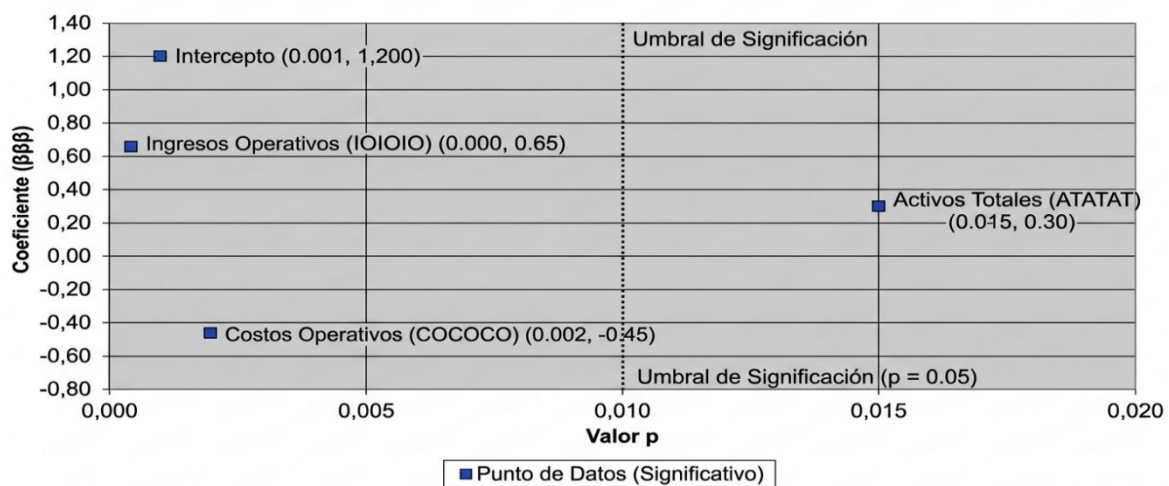 1,40
1,20
1,00
0,80
0,60
0,40
0,20
0,00
-0,20
-0,40
-0,60
-0,80
Coeficiente (βββ)
Umbral de Significación
Intercepto (0.001, 1,200)
Ingresos Operativos (IOIOIO) (0.000, 0.65)
Activos Totales (ATATAT)
(0.015, 0.30)
Costos Operativos (COCOCO) (0.002, -0.45)
Umbral de Significación (p = 0.05)
0,000 0,005 0,010 0,015 0,020
Valor p
Punto de Datos (Significativo)